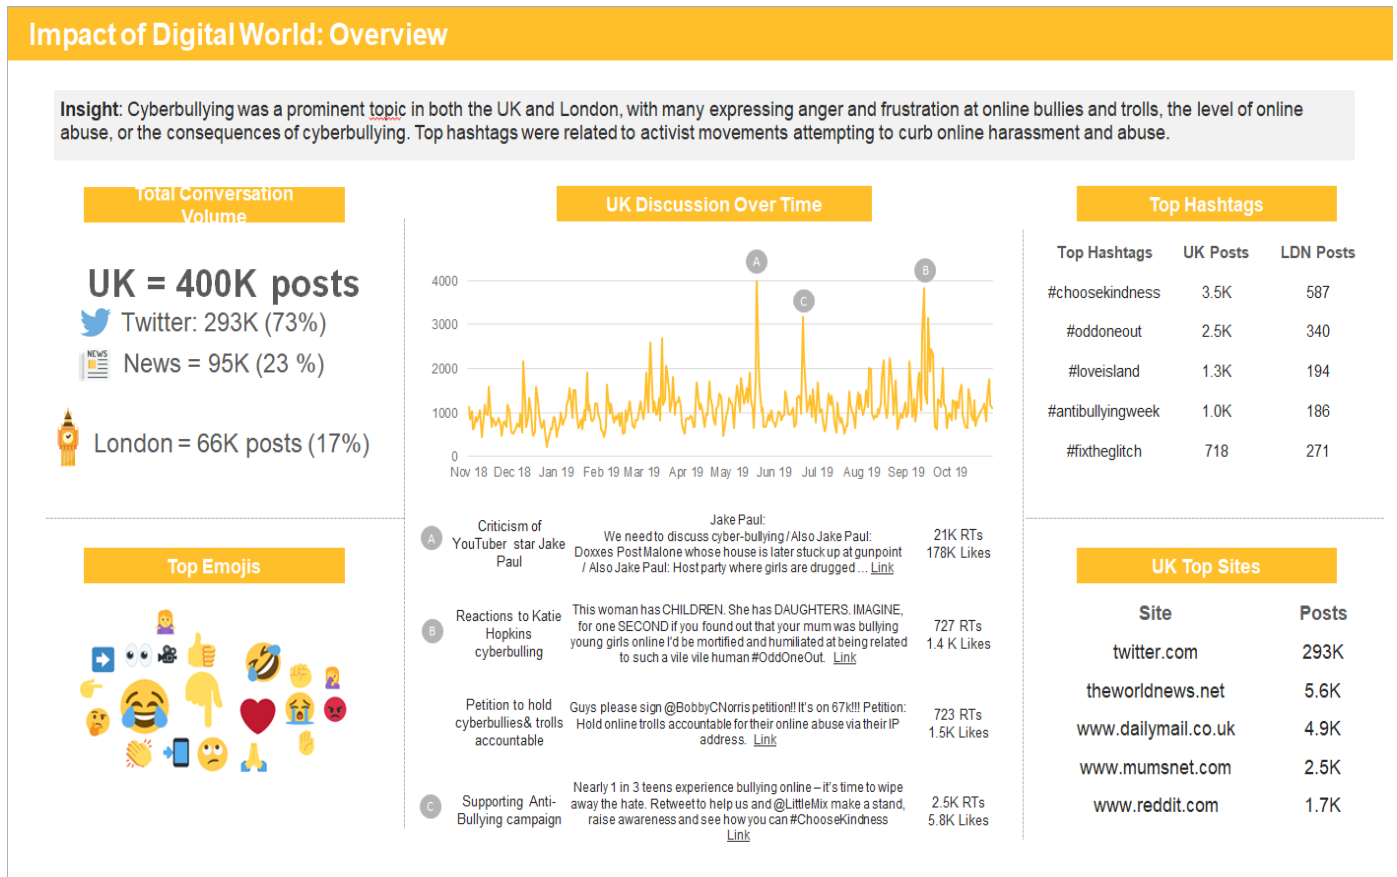 Impact of Digital World: Overview
Insight: Cyberbullying was a prominent topic in both the UK and London, with many expressing anger and frustration at online bullies and trolls, the level of online
abuse, or the consequences of cyberbullying. Top hashtags were related to activist movements attempting to curb online harassment and abuse.
Total Conversation
Volume
UK = 400K posts
Twitter: 293K (73%)
NEWS
News = 95K (23 %)
London = 66K posts (17%)
Top Emojis
UK Discussion Over Time
A
B
C
4000
3000
2000
1000
0
Nov 18 Dec 18 Jan 19 Feb 19 Mar 19 Apr 19 May 19 Jun 19 Jul 19 Aug 19 Sep 19 Oct 19
A
Criticism of
YouTuber star Jake
Paul
Jake Paul:
We need to discuss cyber-bullying / Also Jake Paul:
Doxxes Post Malone whose house is later stuck up at gunpoint
/ Also Jake Paul: Host party where girls are drugged ... Link
21K RTs
178K Likes
B
Reactions to Katie
Hopkins
cyberbulling
This woman has CHILDREN. She has DAUGHTERS. IMAGINE,
for one SECOND if you found out that your mum was bullying
young girls online I'd be mortified and humiliated at being related
to such a vile vile human #OddOneOut. Link
727 RTs
1.4 K Likes
Petition to hold
cyberbullies& trolls
accountable
Guys please sign @BobbyCNorris petition!! It's on 67k!!! Petition:
Hold online trolls accountable for their online abuse via their IP
address. Link
723 RTs
1.5K Likes
C
Supporting Anti-
Bullying campaign
Nearly 1 in 3 teens experience bullying online – it's time to wipe
away the hate. Retweet to help us and @LittleMix make a stand,
raise awareness and see how you can #ChooseKindness
Link
2.5K RTs
5.8K Likes
Top Hashtags
Top Hashtags UK Posts LDN Posts
#choosekindness 3.5K 587
#oddoneout 2.5K 340
#loveisland 1.3K 194
#antibullyingweek 1.0K 186
#fixtheglitch 718 271
UK Top Sites
Site Posts
twitter.com 293K
theworldnews.net 5.6K
www.dailymail.co.uk 4.9K
www.mumsnet.com 2.5K
www.reddit.com 1.7K